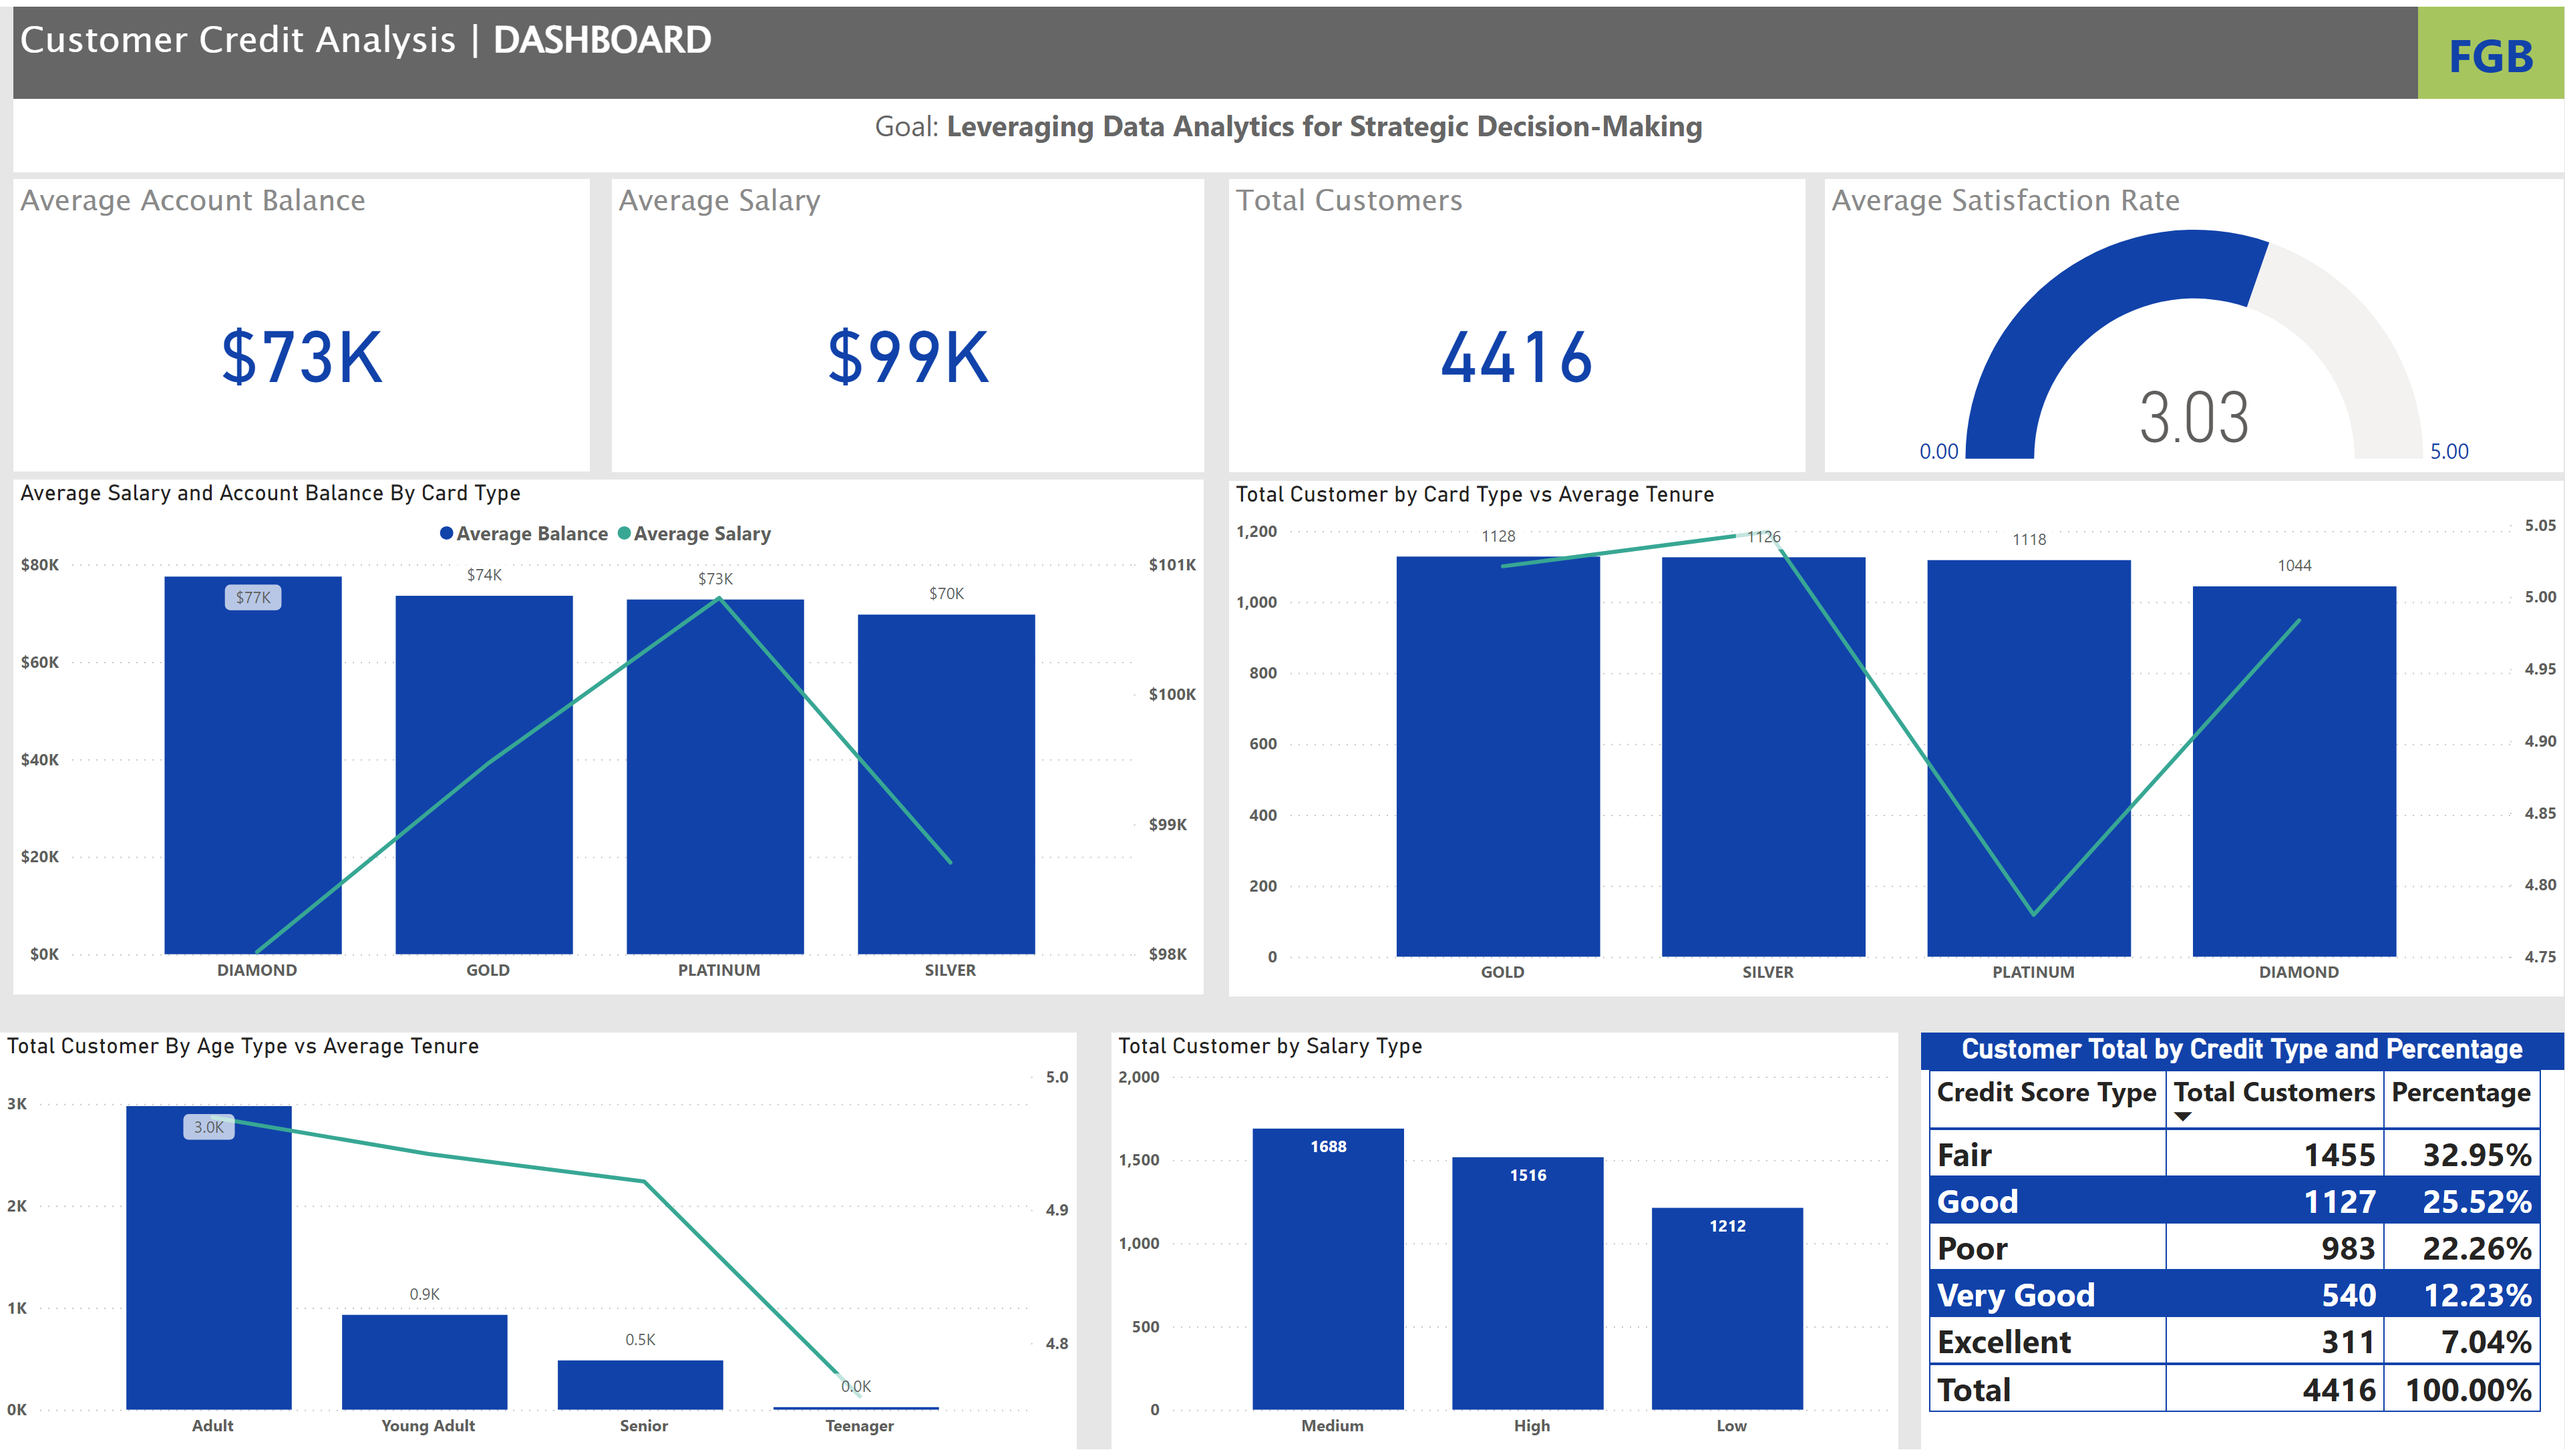 Customer Credit Analysis | DASHBOARD
FGB
Goal: Leveraging Data Analytics for Strategic Decision-Making
Average Account Balance
$73K
Average Salary
$99K
Total Customers
4416
Average Satisfaction Rate
3.03
0.00
5.00
Average Salary and Account Balance By Card Type
Average Balance Average Salary
$80K
$60K
$40K
$20K
$0K
$77K
$74K
$73K
$70K
$101K
$100K
$99K
$98K
DIAMOND GOLD PLATINUM SILVER
Total Customer by Card Type vs Average Tenure
1,200
1,000
800
600
400
200
0
1128
1126
1118
1044
5.05
5.00
4.95
4.90
4.85
4.80
4.75
GOLD SILVER PLATINUM DIAMOND
Total Customer By Age Type vs Average Tenure
3K
2K
1K
0K
3.0K
0.9K
0.5K
0.0K
5.0
4.9
4.8
Adult Young Adult Senior Teenager
Total Customer by Salary Type
2,000
1,500
1,000
500
0
1688
1516
1212
Medium High Low
Customer Total by Credit Type and Percentage
Credit Score Type Total Customers Percentage
Fair 1455 32.95%
Good 1127 25.52%
Poor 983 22.26%
Very Good 540 12.23%
Excellent 311 7.04%
Total 4416 100.00%